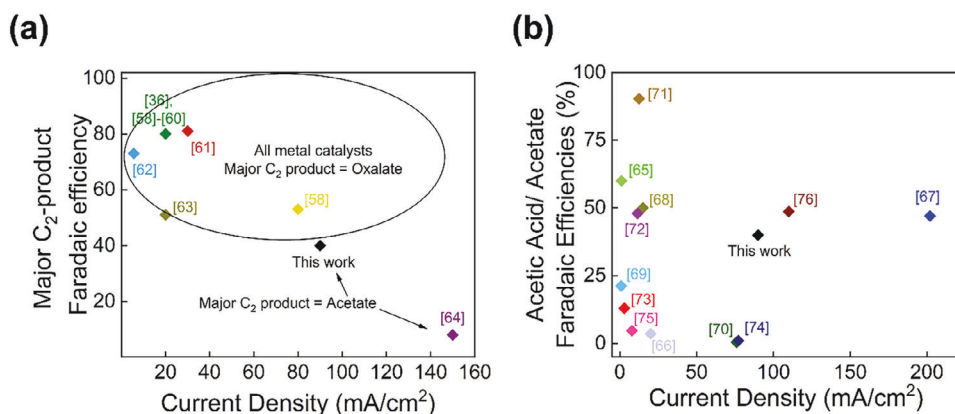 (a)
Major C₂-product
Faradaic efficiency
100
80
60
40
20
[36],
[58]-[60]
[61]
[62]
[63]
All metal catalysts
Major C₂ product = Oxalate
[58]
This work
Major C₂ product = Acetate
[64]
20 40 60 80 100 120 140 160
Current Density (mA/cm²)
(b)
Acetic Acid/ Acetate
Faradaic Efficiencies (%)
100
75
50
25
0
[71]
[65]
[68]
[72]
[76]
[67]
This work
[69]
[73]
[75]
[66]
[70]
[74]
0 50 100 150 200
Current Density (mA/cm²)